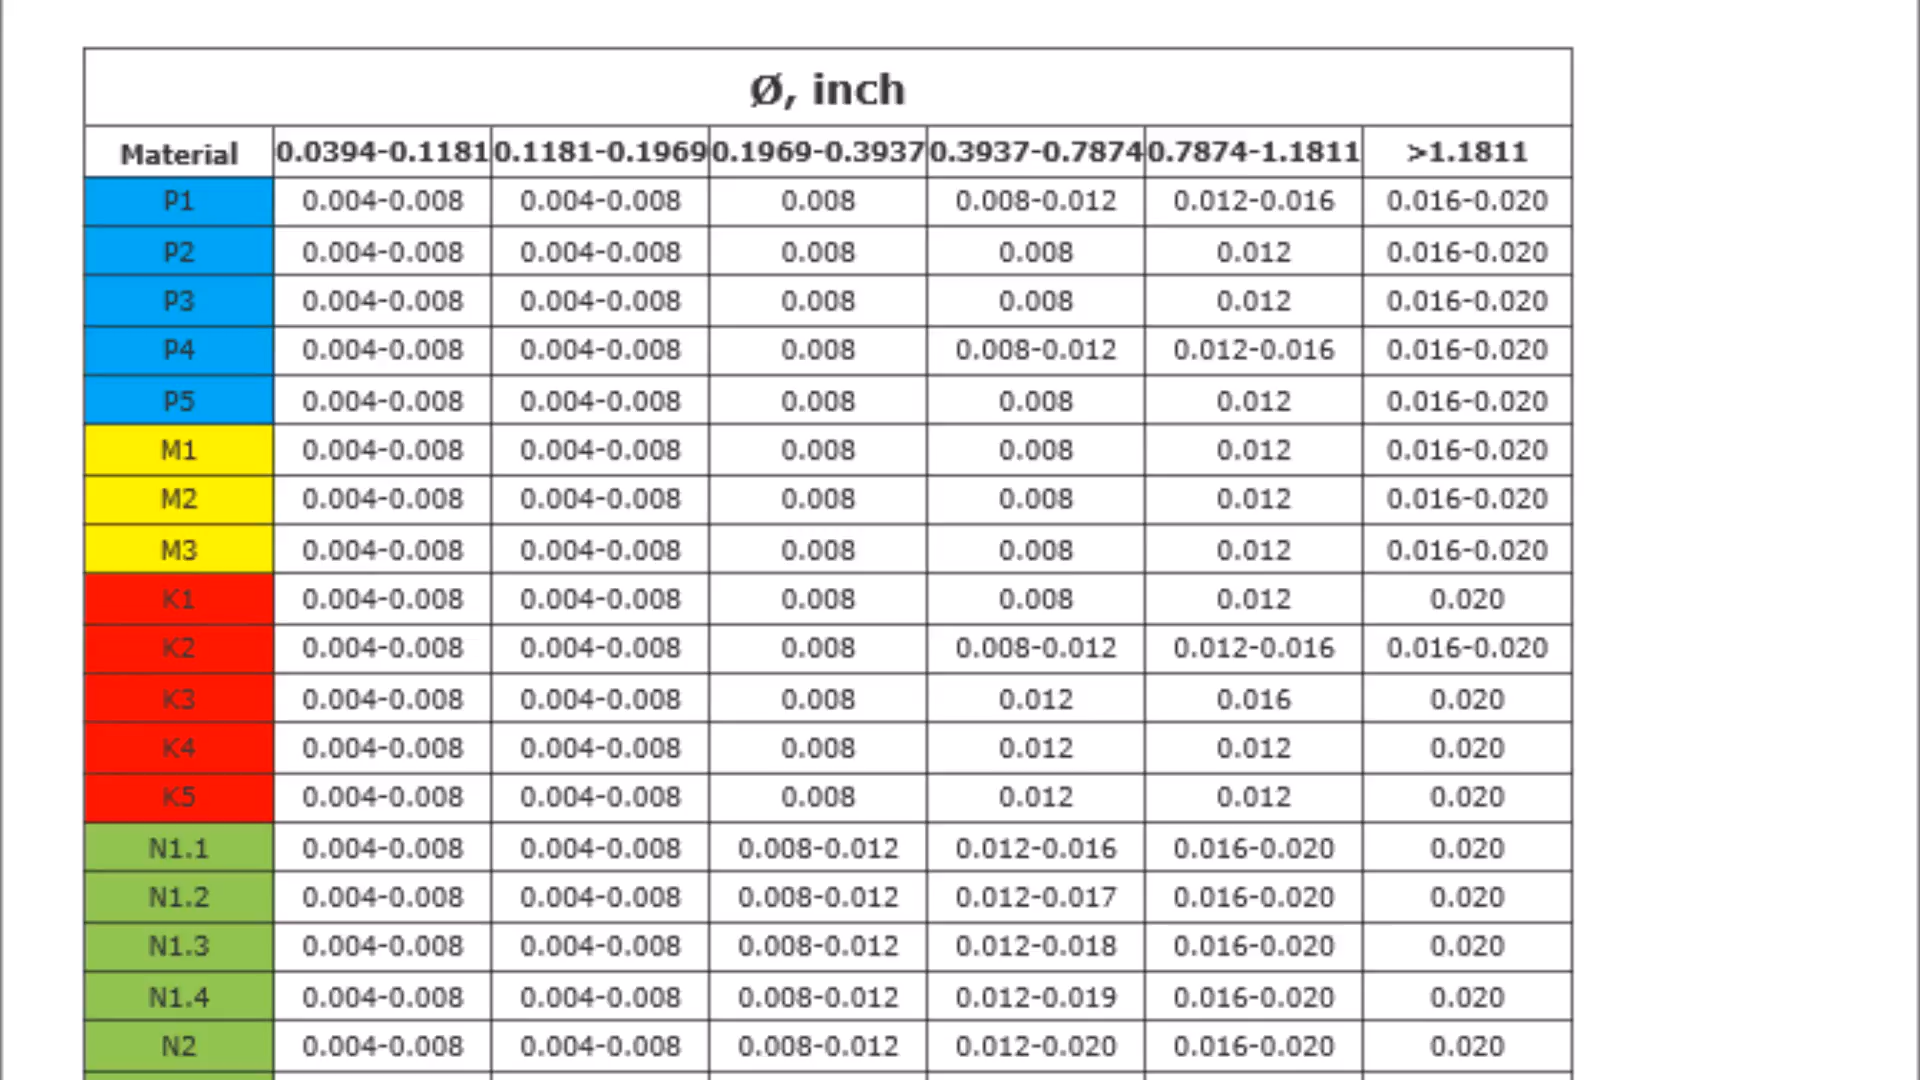 Ø, inch
Material 0.0394-0.1181 0.1181-0.1969 0.1969-0.3937 0.3937-0.7874 0.7874-1.1811 >1.1811
P1 0.004-0.008 0.004-0.008 0.008 0.008-0.012 0.012-0.016 0.016-0.020
P2 0.004-0.008 0.004-0.008 0.008 0.008 0.012 0.016-0.020
P3 0.004-0.008 0.004-0.008 0.008 0.008 0.012 0.016-0.020
P4 0.004-0.008 0.004-0.008 0.008 0.008-0.012 0.012-0.016 0.016-0.020
P5 0.004-0.008 0.004-0.008 0.008 0.008 0.012 0.016-0.020
M1 0.004-0.008 0.004-0.008 0.008 0.008 0.012 0.016-0.020
M2 0.004-0.008 0.004-0.008 0.008 0.008 0.012 0.016-0.020
M3 0.004-0.008 0.004-0.008 0.008 0.008 0.012 0.016-0.020
K1 0.004-0.008 0.004-0.008 0.008 0.008 0.012 0.020
K2 0.004-0.008 0.004-0.008 0.008 0.008-0.012 0.012-0.016 0.016-0.020
K3 0.004-0.008 0.004-0.008 0.008 0.012 0.016 0.020
K4 0.004-0.008 0.004-0.008 0.008 0.012 0.012 0.020
K5 0.004-0.008 0.004-0.008 0.008 0.012 0.012 0.020
N1.1 0.004-0.008 0.004-0.008 0.008-0.012 0.012-0.016 0.016-0.020 0.020
N1.2 0.004-0.008 0.004-0.008 0.008-0.012 0.012-0.017 0.016-0.020 0.020
N1.3 0.004-0.008 0.004-0.008 0.008-0.012 0.012-0.018 0.016-0.020 0.020
N1.4 0.004-0.008 0.004-0.008 0.008-0.012 0.012-0.019 0.016-0.020 0.020
N2 0.004-0.008 0.004-0.008 0.008-0.012 0.012-0.020 0.016-0.020 0.020